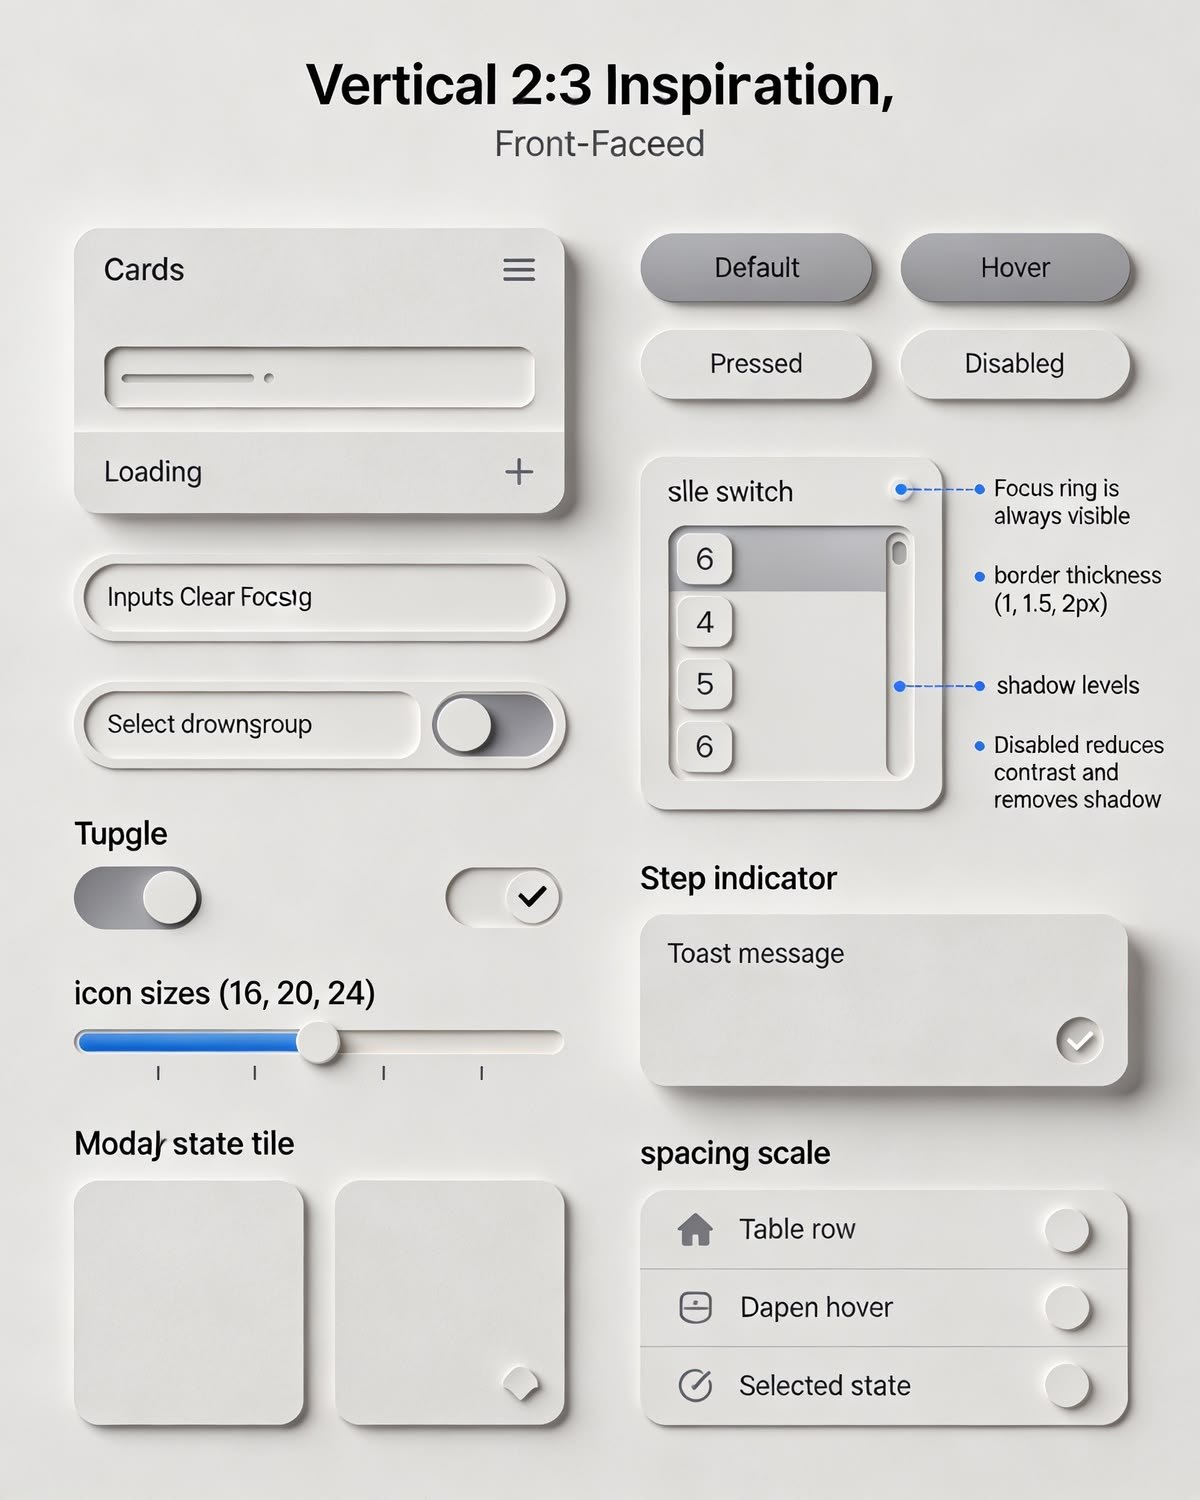 Vertical 2:3 Inspiration,
Front-Faceed
Cards
Loading
Inputs Clear Focsıg
Select drownsroup
Tupgle
icon sizes (16, 20, 24)
Modaȷ state tile
Default
Hover
Pressed
Disabled
slle switch
6
4
5
6
Focus ring is
always visible
border thickness
(1, 1.5, 2px)
shadow levels
Disabled reduces
contrast and
removes shadow
Step indicator
Toast message
spacing scale
Table row
Dapen hover
Selected state